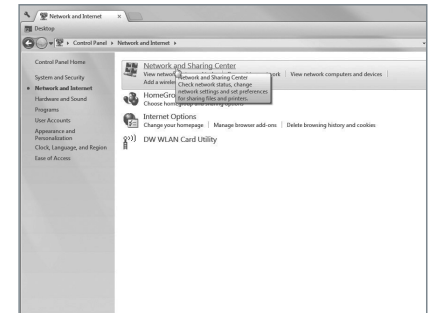 Network and Internet
Desktop
Control Panel ▸ Network and Internet ▸
Control Panel Home
System and Security
Network and Internet
Hardware and Sound
Programs
User Accounts
Appearance and
Personalization
Clock, Language, and Region
Ease of Access
Network and Sharing Center
View network | View network computers and devices
Add a wireless
Network and Sharing Center
Check network status, change
network settings and set preferences
for sharing files and printers.
HomeGro
Choose homegroup and sharing options
Internet Options
Change your homepage | Manage browser add-ons | Delete browsing history and cookies
DW WLAN Card Utility